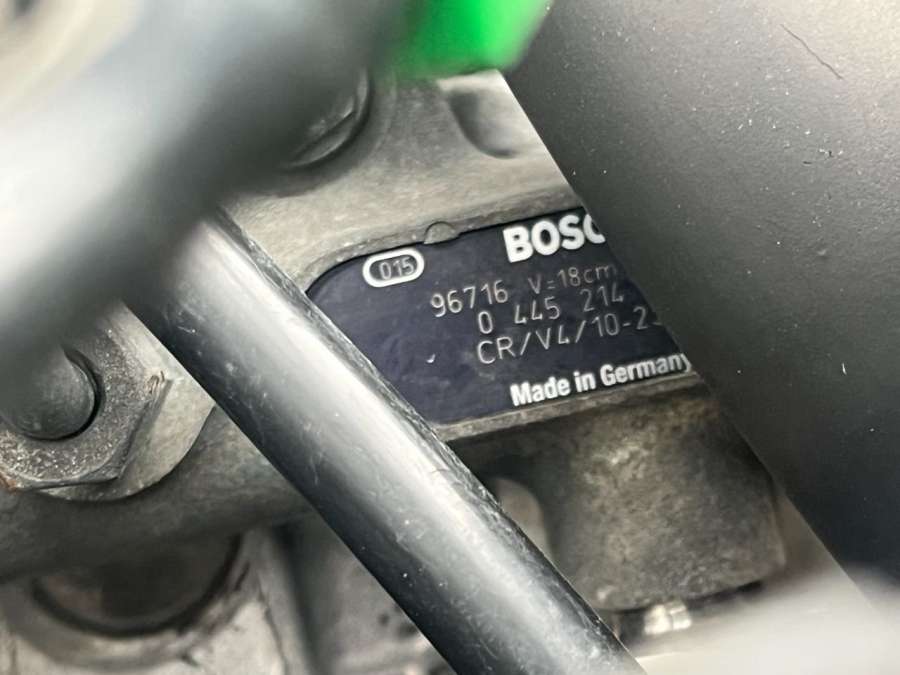 015
BOSC
96716 V=18cm
0 445 214
CR/V4/10-2
Made in Germany